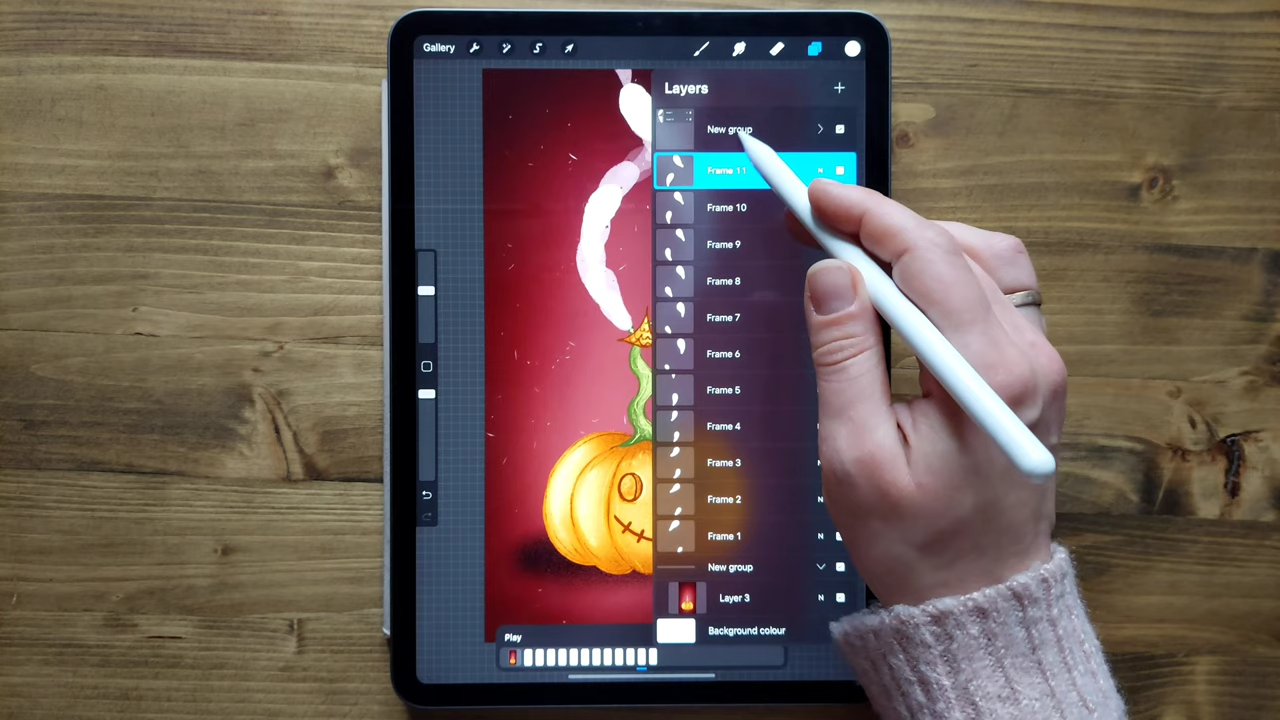 Gallery
Layers
New group
N
Frame 11
Frame 10
Frame 9
Frame 8
Frame 7
Frame 6
Frame 5
Frame 4
Frame 3
N
Frame 2
N
Frame 1
N
New group
Layer 3
N
Background colour
Play